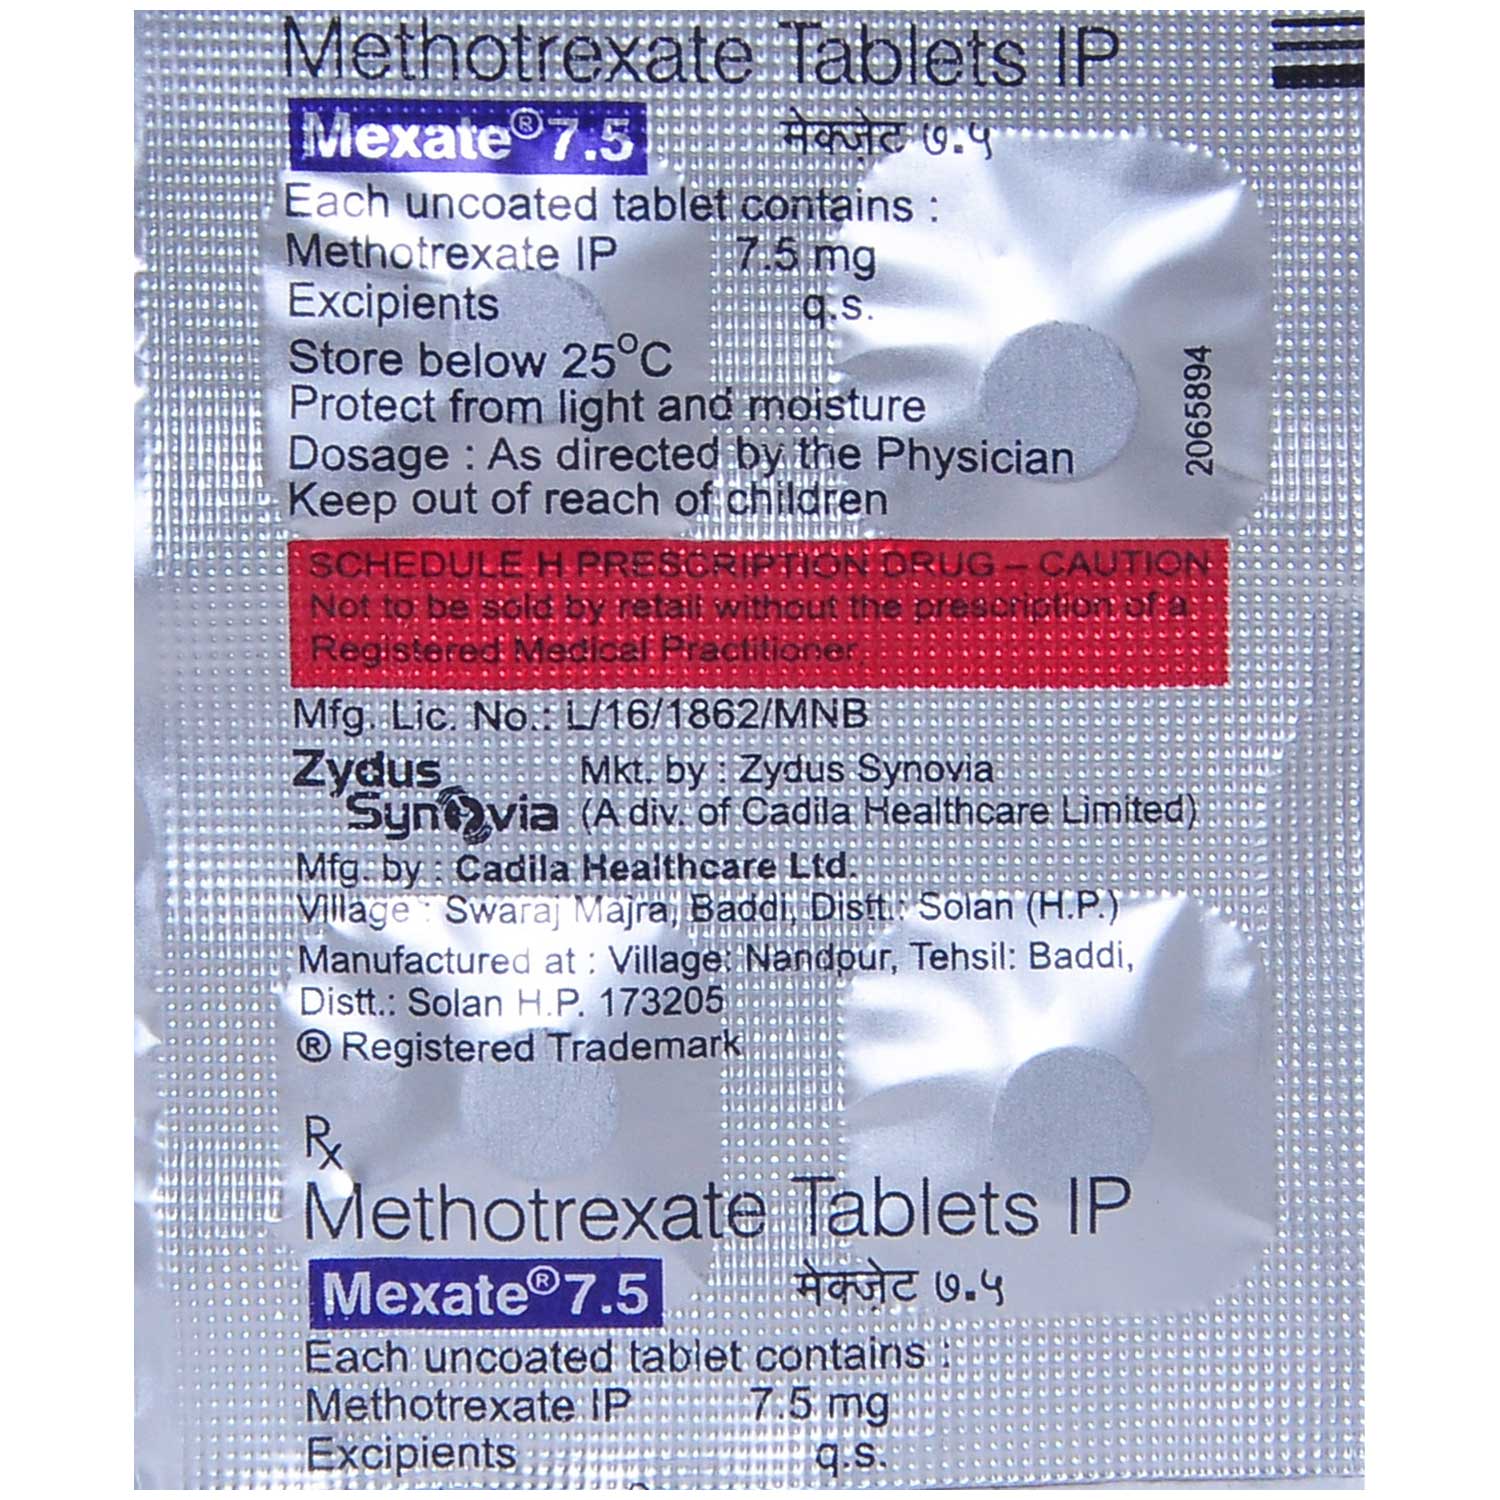 Methotrexate Tablets IP
Mexate® 7.5 मेक्ज़ेट ७.५
Each uncoated tablet contains :
Methotrexate IP 7.5 mg
Excipients q.s.
Store below 25°C
Protect from light and moisture
Dosage : As directed by the Physician
Keep out of reach of children
2065894
SCHEDULE H PRESCRIPTION DRUG – CAUTION
Not to be sold by retail without the prescription of a
Registered Medical Practitioner.
Mfg. Lic. No.: L/16/1862/MNB
Zydus Mkt. by : Zydus Synovia
Synovia (A div. of Cadila Healthcare Limited)
Mfg. by : Cadila Healthcare Ltd.
Village : Swaraj Majra, Baddi, Distt.: Solan (H.P.)
Manufactured at : Village: Nandpur, Tehsil: Baddi,
Distt.: Solan H.P. 173205
® Registered Trademark
Rx
Methotrexate Tablets IP
Mexate® 7.5 मेक्ज़ेट ७.५
Each uncoated tablet contains :
Methotrexate IP 7.5 mg
Excipients q.s.